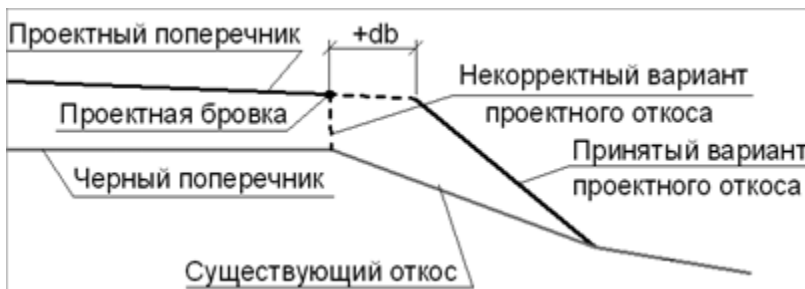 Проектный поперечник
+db
Некорректный вариант
проектного откоса
Проектная бровка
Принятый вариант
проектного откоса
Черный поперечник
Существующий откос